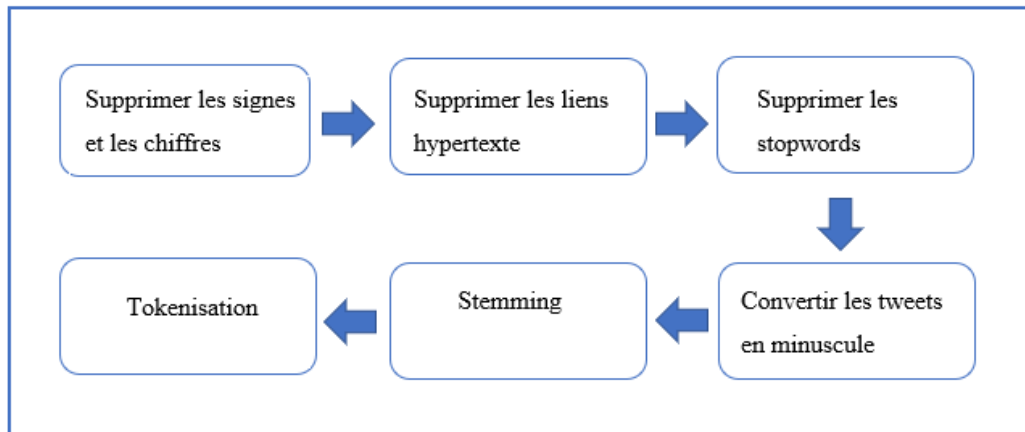 Supprimer les signes
et les chiffres
Supprimer les liens
hypertexte
Supprimer les
stopwords
Convertir les tweets
en minuscule
Stemming
Tokenisation